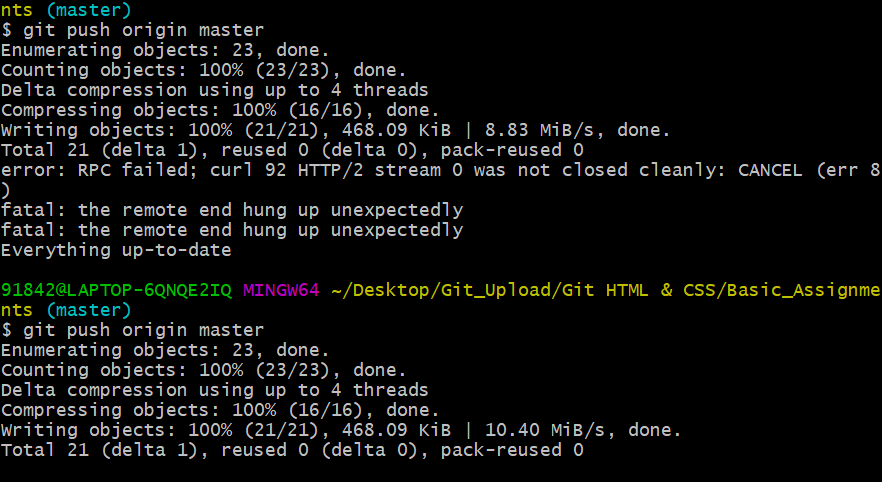 nts (master)
$ git push origin master
Enumerating objects: 23, done.
Counting objects: 100% (23/23), done.
Delta compression using up to 4 threads
Compressing objects: 100% (16/16), done.
Writing objects: 100% (21/21), 468.09 KiB | 8.83 MiB/s, done.
Total 21 (delta 1), reused 0 (delta 0), pack-reused 0
error: RPC failed; curl 92 HTTP/2 stream 0 was not closed cleanly: CANCEL (err 8
)
fatal: the remote end hung up unexpectedly
fatal: the remote end hung up unexpectedly
Everything up-to-date
91842@LAPTOP-6QNQE2IQ MINGW64 ~/Desktop/Git_Upload/Git HTML & CSS/Basic_Assignme
nts (master)
$ git push origin master
Enumerating objects: 23, done.
Counting objects: 100% (23/23), done.
Delta compression using up to 4 threads
Compressing objects: 100% (16/16), done.
Writing objects: 100% (21/21), 468.09 KiB | 10.40 MiB/s, done.
Total 21 (delta 1), reused 0 (delta 0), pack-reused 0